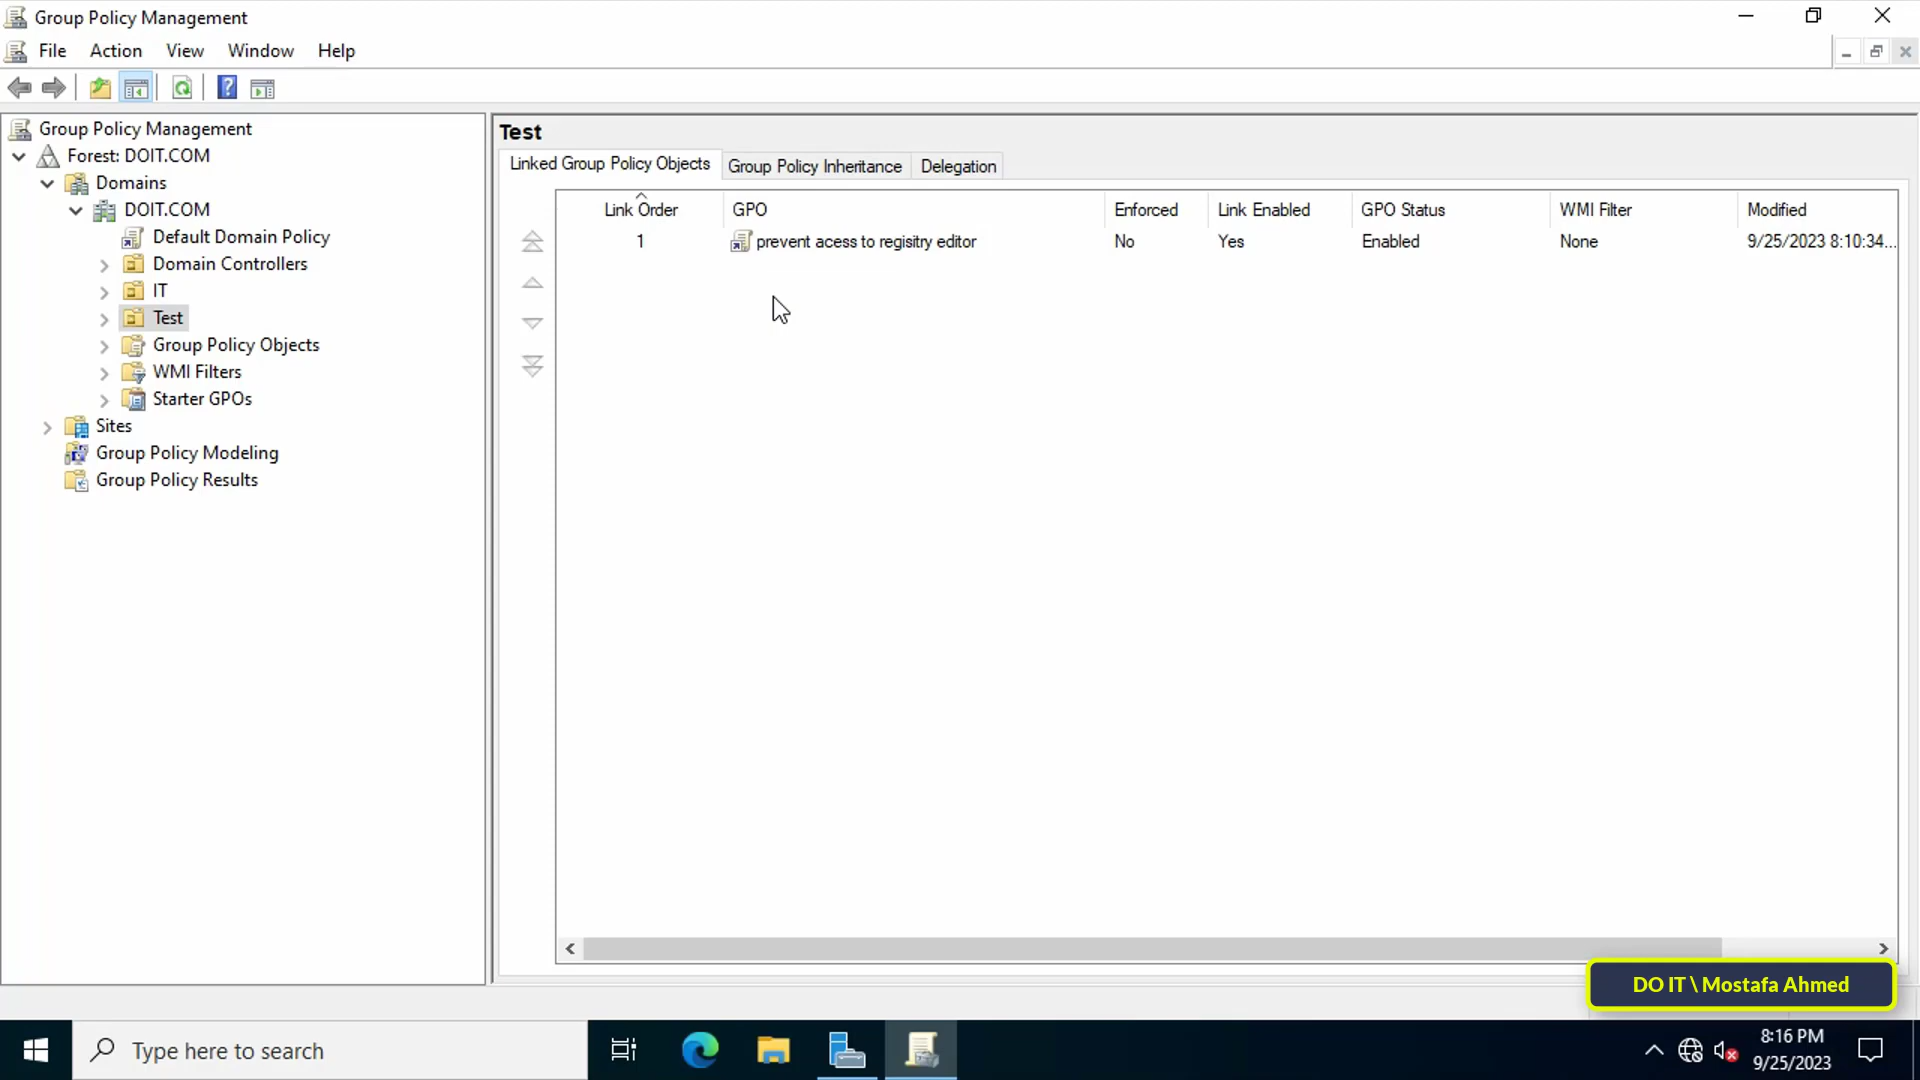 Group Policy Management
File Action View Window Help
Group Policy Management
Forest: DOIT.COM
Domains
DOIT.COM
Default Domain Policy
Domain Controllers
IT
Test
Group Policy Objects
WMI Filters
Starter GPOs
Sites
Group Policy Modeling
Group Policy Results
Test
Linked Group Policy Objects Group Policy Inheritance Delegation
Link Order GPO Enforced Link Enabled GPO Status WMI Filter Modified
1 prevent acess to regisitry editor No Yes Enabled None 9/25/2023 8:10:34...
DO IT \ Mostafa Ahmed
Type here to search
8:16 PM
9/25/2023